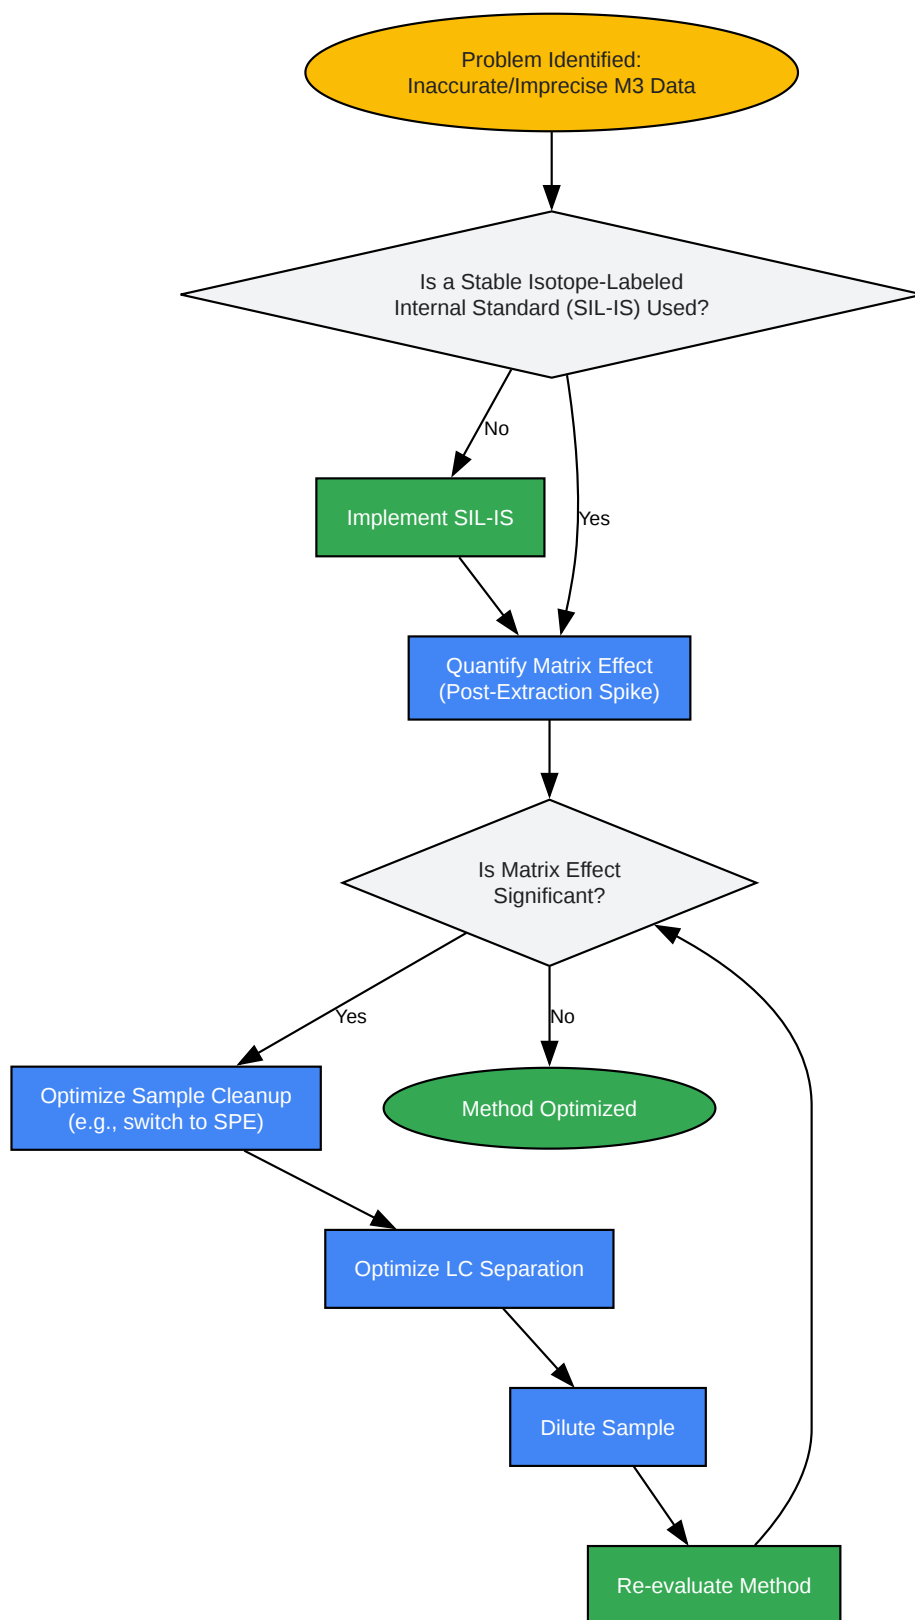 Problem Identified:
Inaccurate/Imprecise M3 Data
Is a Stable Isotope-Labeled
Internal Standard (SIL-IS) Used?
No
Implement SIL-IS
Yes
Quantify Matrix Effect
(Post-Extraction Spike)
Is Matrix Effect
Significant?
Yes
No
Optimize Sample Cleanup
(e.g., switch to SPE)
Method Optimized
Optimize LC Separation
Dilute Sample
Re-evaluate Method